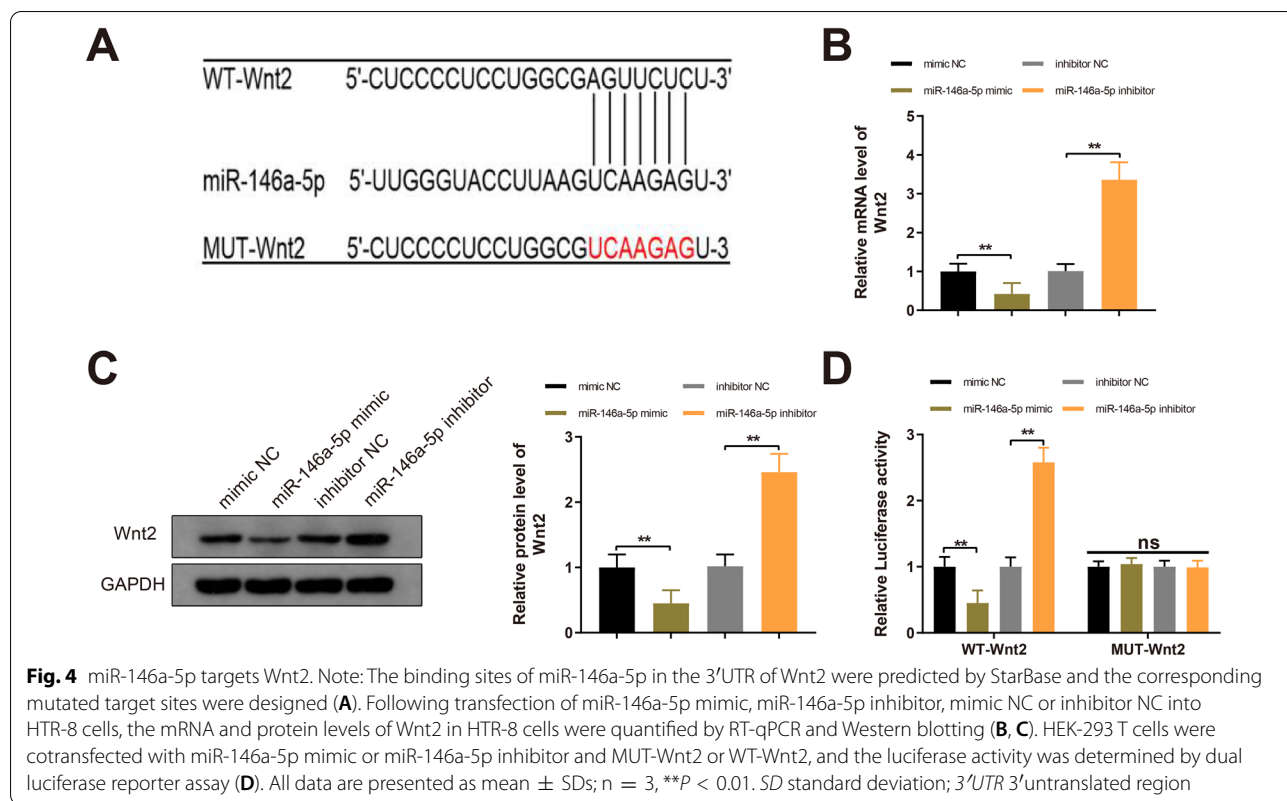 A
WT-Wnt2 5'-CUCCCCUCCUGGCGAGUUCUCU-3'
miR-146a-5p 5'-UUGGGUACCUUAAGUCAAGAGU-3'
MUT-Wnt2 5'-CUCCCCUCCUGGCGUCAAGAGU-3
B
mimic NC inhibitor NC
miR-146a-5p mimic miR-146a-5p inhibitor
Relative mRNA level of
Wnt2
5
4
3
2
1
0
**
**
C
mimic NC
miR-146a-5p mimic
inhibitor NC
miR-146a-5p inhibitor
Wnt2
GAPDH
mimic NC inhibitor NC
miR-146a-5p mimic miR-146a-5p inhibitor
Relative protein level of
Wnt2
3
2
1
0
**
**
D
mimic NC inhibitor NC
miR-146a-5p mimic miR-146a-5p inhibitor
Relative Luciferase activity
3
2
1
0
**
**
ns
WT-Wnt2 MUT-Wnt2
Fig. 4 miR-146a-5p targets Wnt2. Note: The binding sites of miR-146a-5p in the 3′UTR of Wnt2 were predicted by StarBase and the corresponding
mutated target sites were designed (A). Following transfection of miR-146a-5p mimic, miR-146a-5p inhibitor, mimic NC or inhibitor NC into
HTR-8 cells, the mRNA and protein levels of Wnt2 in HTR-8 cells were quantified by RT-qPCR and Western blotting (B, C). HEK-293 T cells were
cotransfected with miR-146a-5p mimic or miR-146a-5p inhibitor and MUT-Wnt2 or WT-Wnt2, and the luciferase activity was determined by dual
luciferase reporter assay (D). All data are presented as mean ± SDs; n = 3, **P < 0.01. SD standard deviation; 3′UTR 3′untranslated region